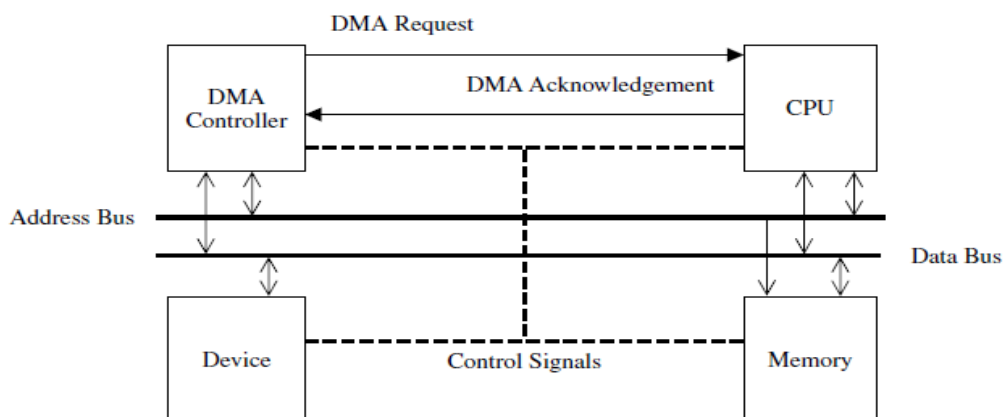 DMA Request
DMA
Controller
DMA Acknowledgement
CPU
Address Bus
Data Bus
Device
Control Signals
Memory